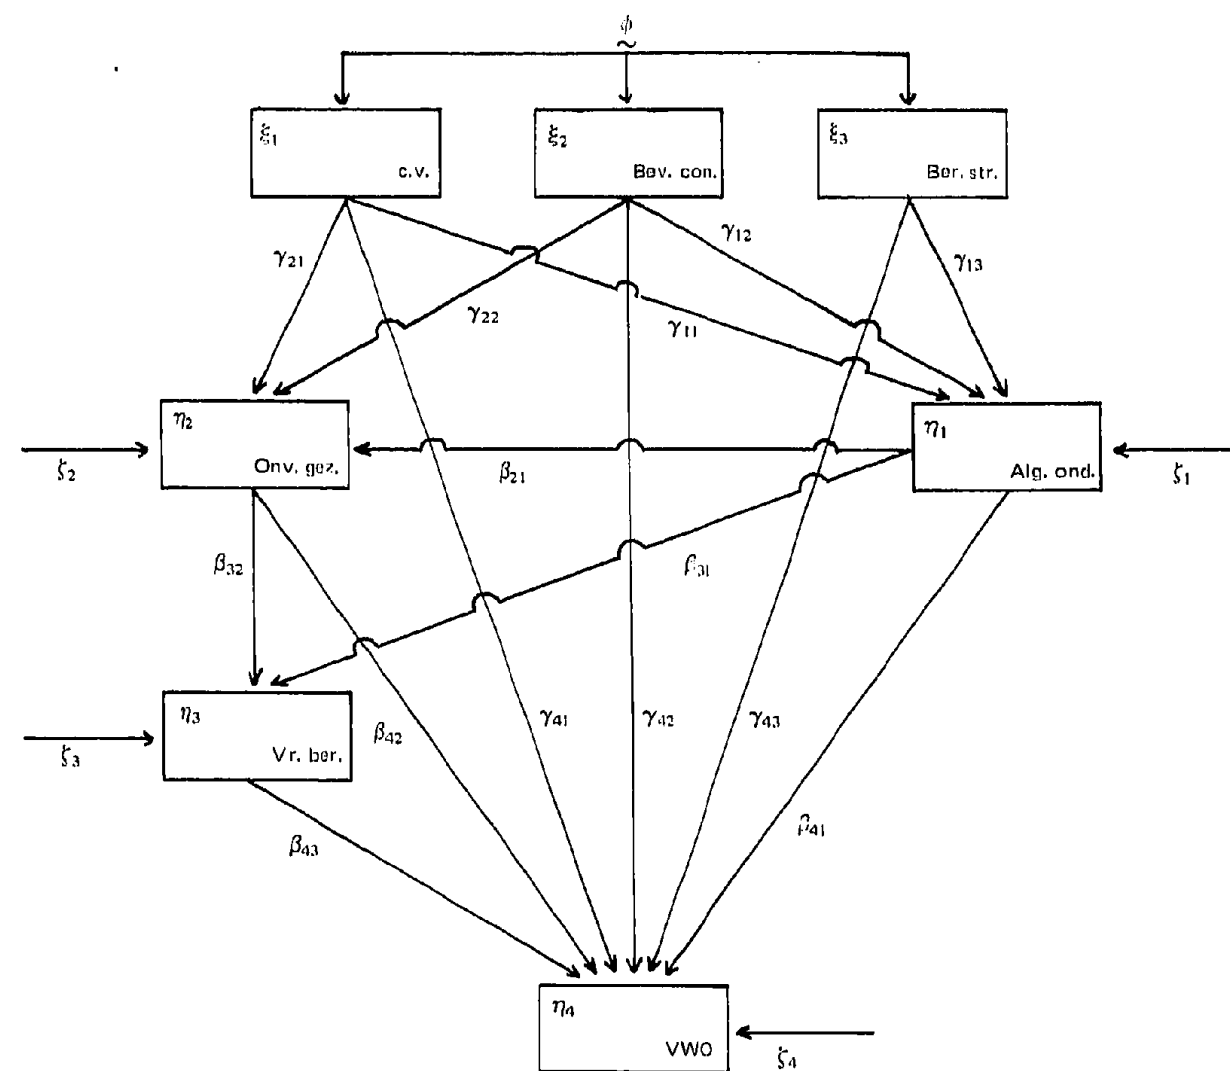 ϕ
ξ1 c.v.
ξ2 Bev. con.
ξ3 Ber. str.
γ21
γ22
γ11
γ12
γ13
η2 Onv. gez.
η1 Alg. ond.
ζ2
β21
ζ1
β32
β31
η3 Vr. ber.
ζ3
β42
γ41
γ42
γ43
β43
β41
η4 VWO
ζ4